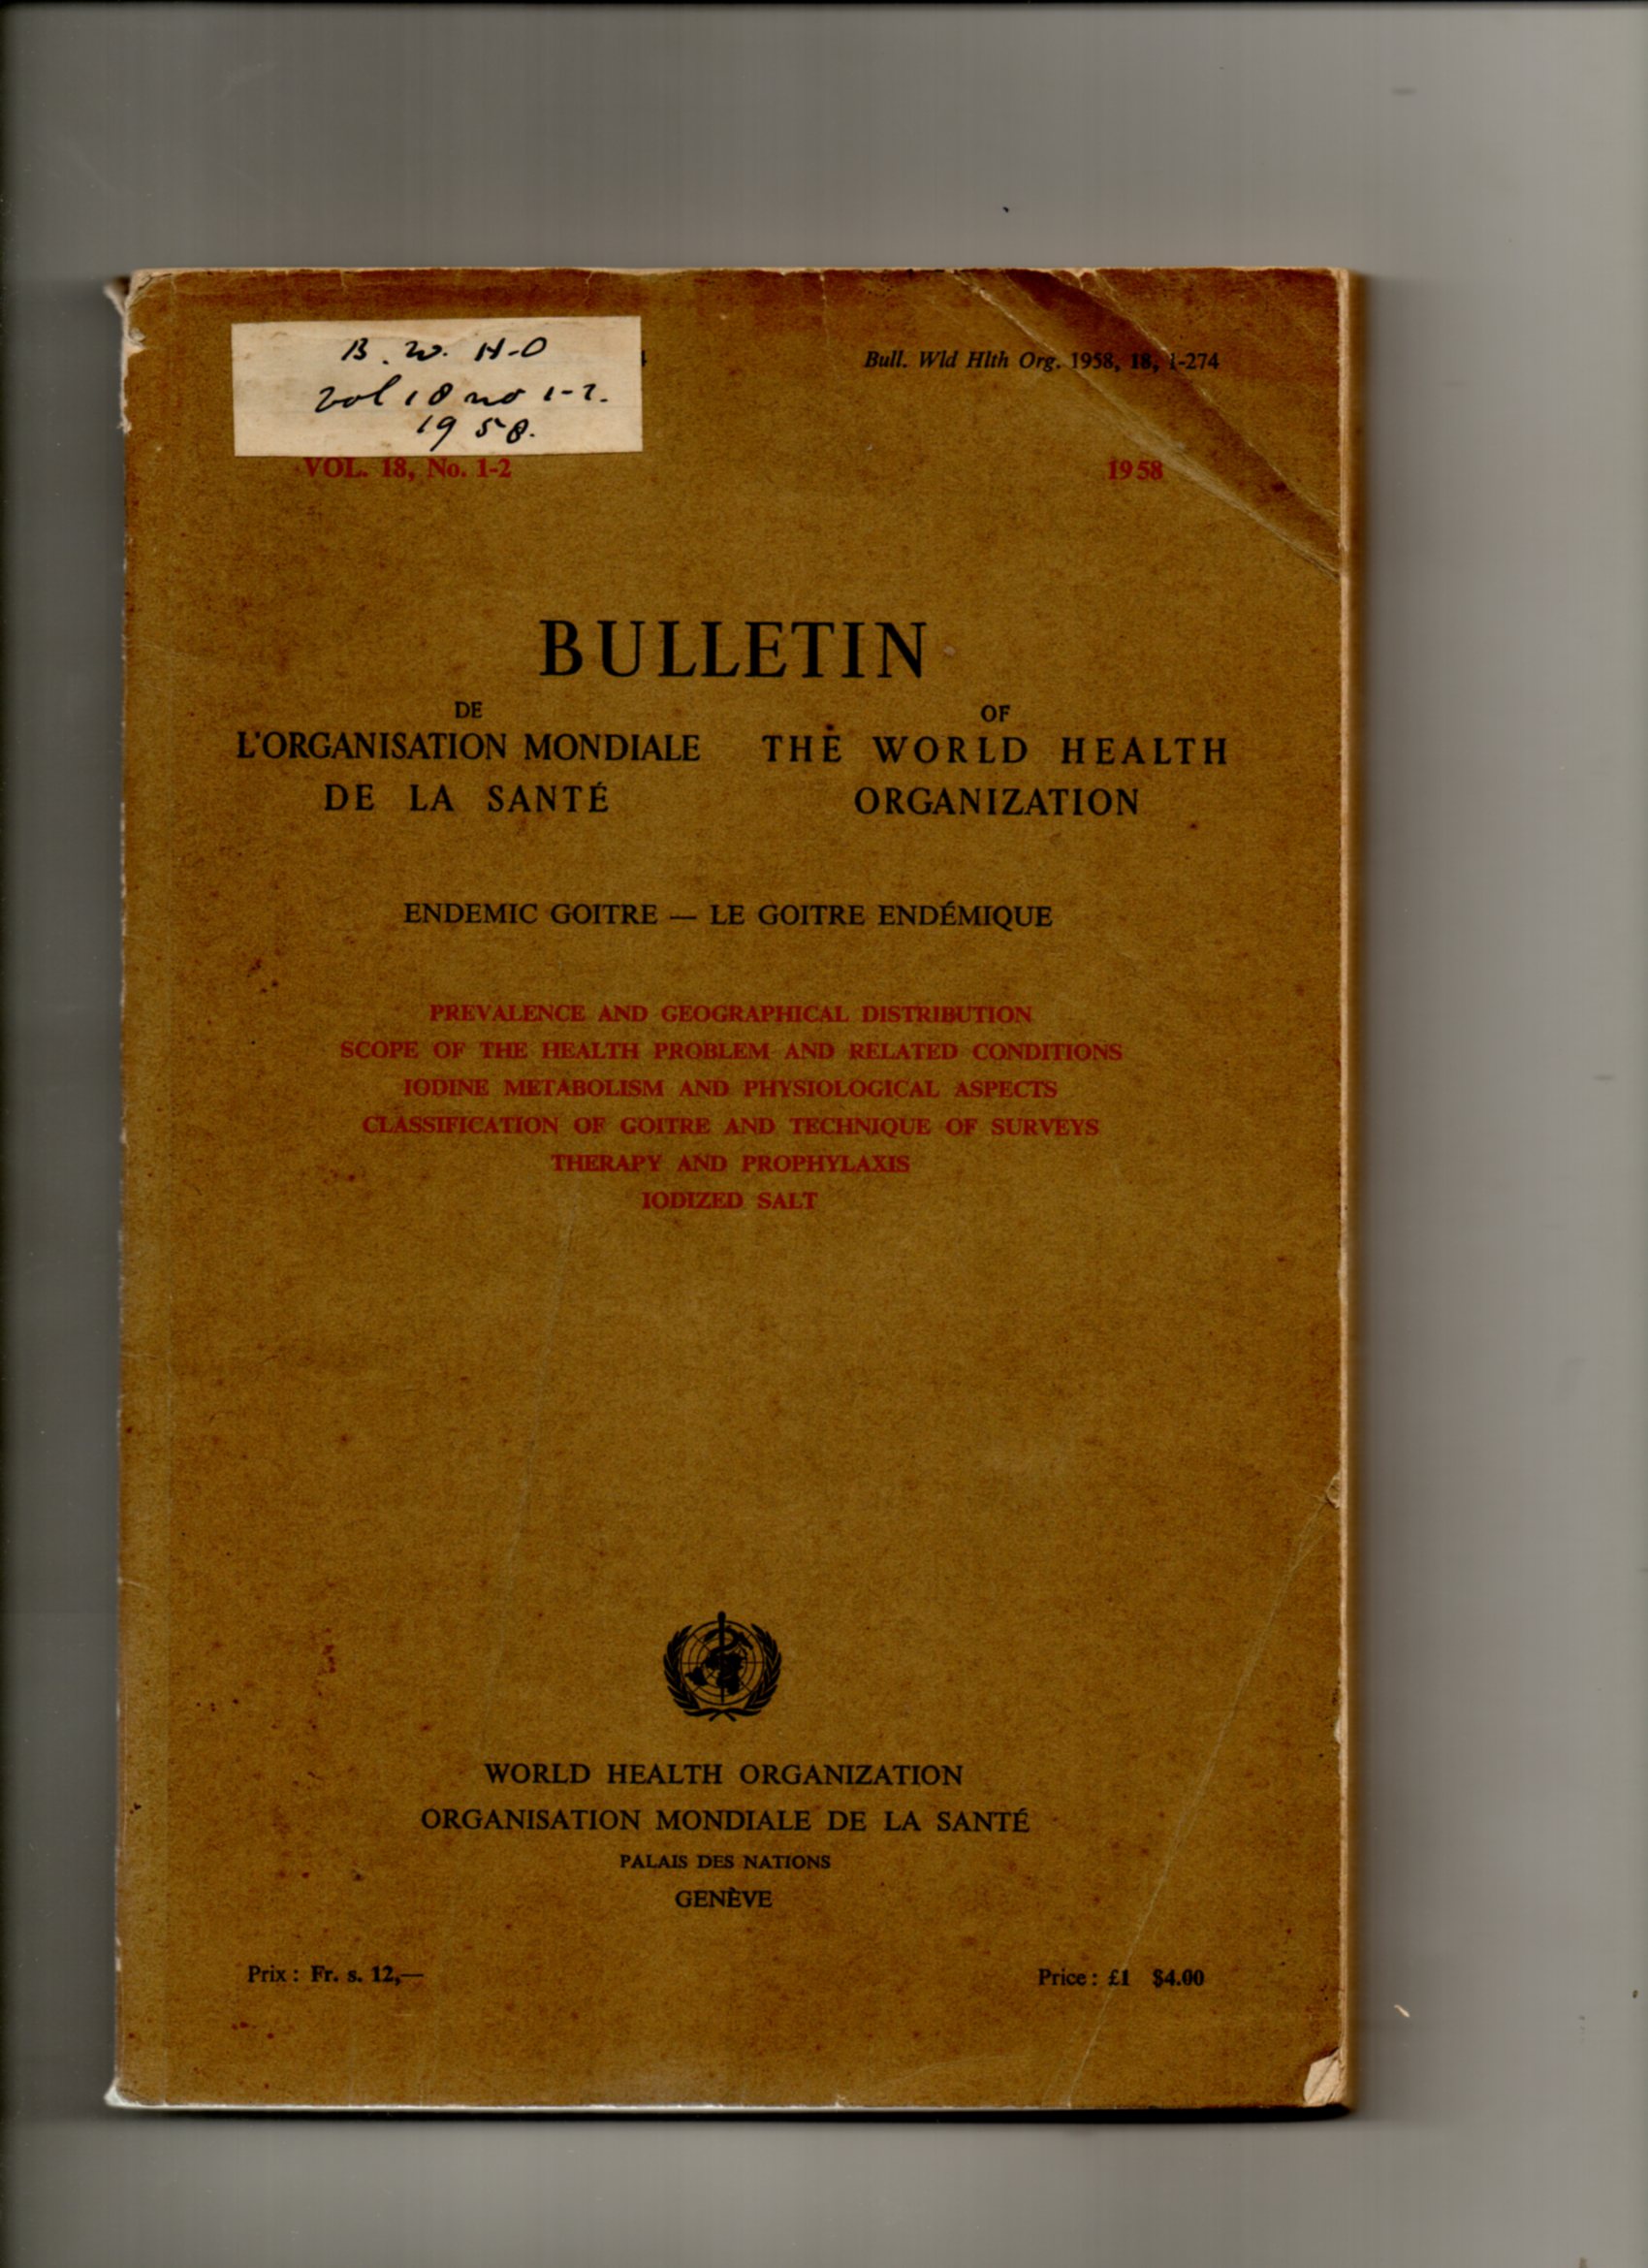 B. W. H-O
vol 18 no 1-2.
1958.
Bull. Wld Hlth Org. 1958, 18, 1-274
VOL. 18, No. 1-2
1958
BULLETIN
DE
L'ORGANISATION MONDIALE
DE LA SANTÉ
OF
THE WORLD HEALTH
ORGANIZATION
ENDEMIC GOITRE — LE GOITRE ENDÉMIQUE
PREVALENCE AND GEOGRAPHICAL DISTRIBUTION
SCOPE OF THE HEALTH PROBLEM AND RELATED CONDITIONS
IODINE METABOLISM AND PHYSIOLOGICAL ASPECTS
CLASSIFICATION OF GOITRE AND TECHNIQUE OF SURVEYS
THERAPY AND PROPHYLAXIS
IODIZED SALT
WORLD HEALTH ORGANIZATION
ORGANISATION MONDIALE DE LA SANTÉ
PALAIS DES NATIONS
GENÈVE
Prix : Fr. s. 12,—
Price : £1 $4.00